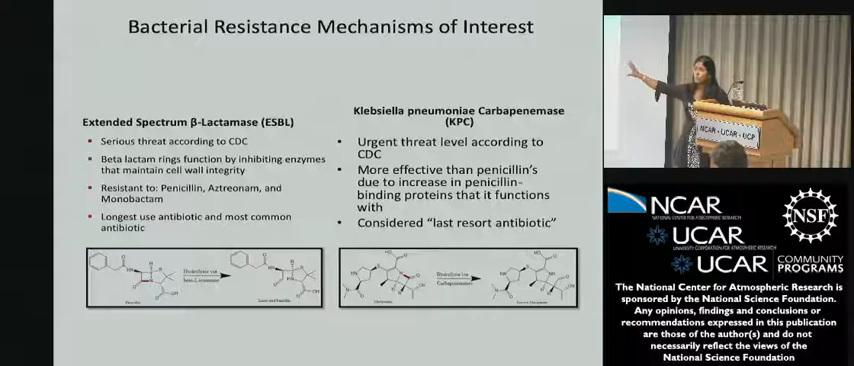 Bacterial Resistance Mechanisms of Interest
Extended Spectrum β-Lactamase (ESBL)
Serious threat according to CDC
Beta lactam rings function by inhibiting enzymes
that maintain cell wall integrity
Resistant to: Penicillin, Aztreonam, and
Monobactam
Longest use antibiotic and most common
antibiotic
Hydrolysis via
beta-Lactamase
Klebsiella pneumoniae Carbapenemase
(KPC)
Urgent threat level according to
CDC
More effective than penicillin's
due to increase in penicillin-
binding proteins that it functions
with
Considered "last resort antibiotic"
Hydrolysis via
NCAR • UCAR • UCP
NCAR
NATIONAL CENTER FOR ATMOSPHERIC RESEARCH
NSF
UCAR
UNIVERSITY CORPORATION FOR ATMOSPHERIC RESEARCH
UCAR
COMMUNITY
PROGRAMS
The National Center for Atmospheric Research is
sponsored by the National Science Foundation.
Any opinions, findings and conclusions or
recommendations expressed in this publication
are those of the author(s) and do not
necessarily reflect the views of the
National Science Foundation